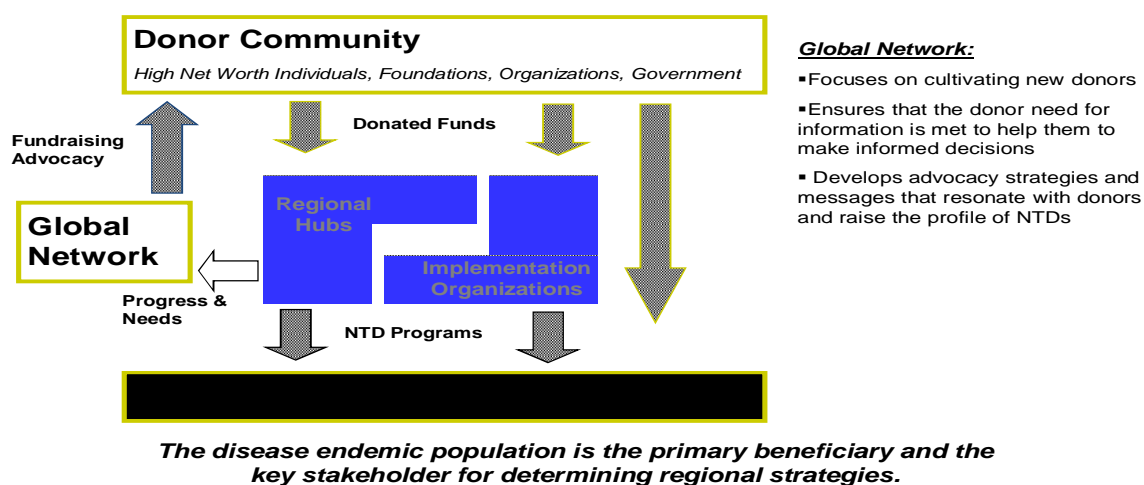 Donor Community
High Net Worth Individuals, Foundations, Organizations, Government
Fundraising
Advocacy
Donated Funds
Regional
Hubs
Global
Network
Implementation
Organizations
Progress &
Needs
NTD Programs
The disease endemic population is the primary beneficiary and the
key stakeholder for determining regional strategies.
Global Network:
▪Focuses on cultivating new donors
▪Ensures that the donor need for
information is met to help them to
make informed decisions
▪ Develops advocacy strategies and
messages that resonate with donors
and raise the profile of NTDs